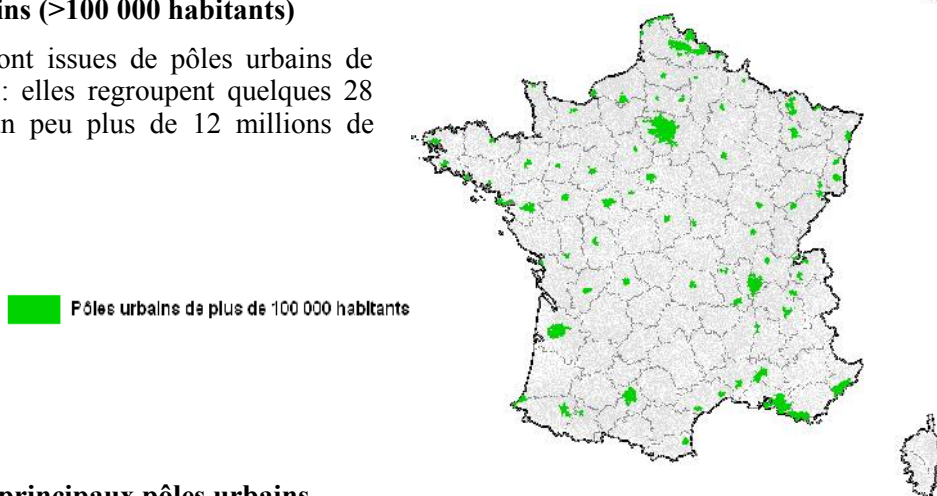 ins (>100 000 habitants)
ont issues de pôles urbains de
: elles regroupent quelques 28
n peu plus de 12 millions de
Pôles urbains de plus de 100 000 habitants
principaux pôles urbains